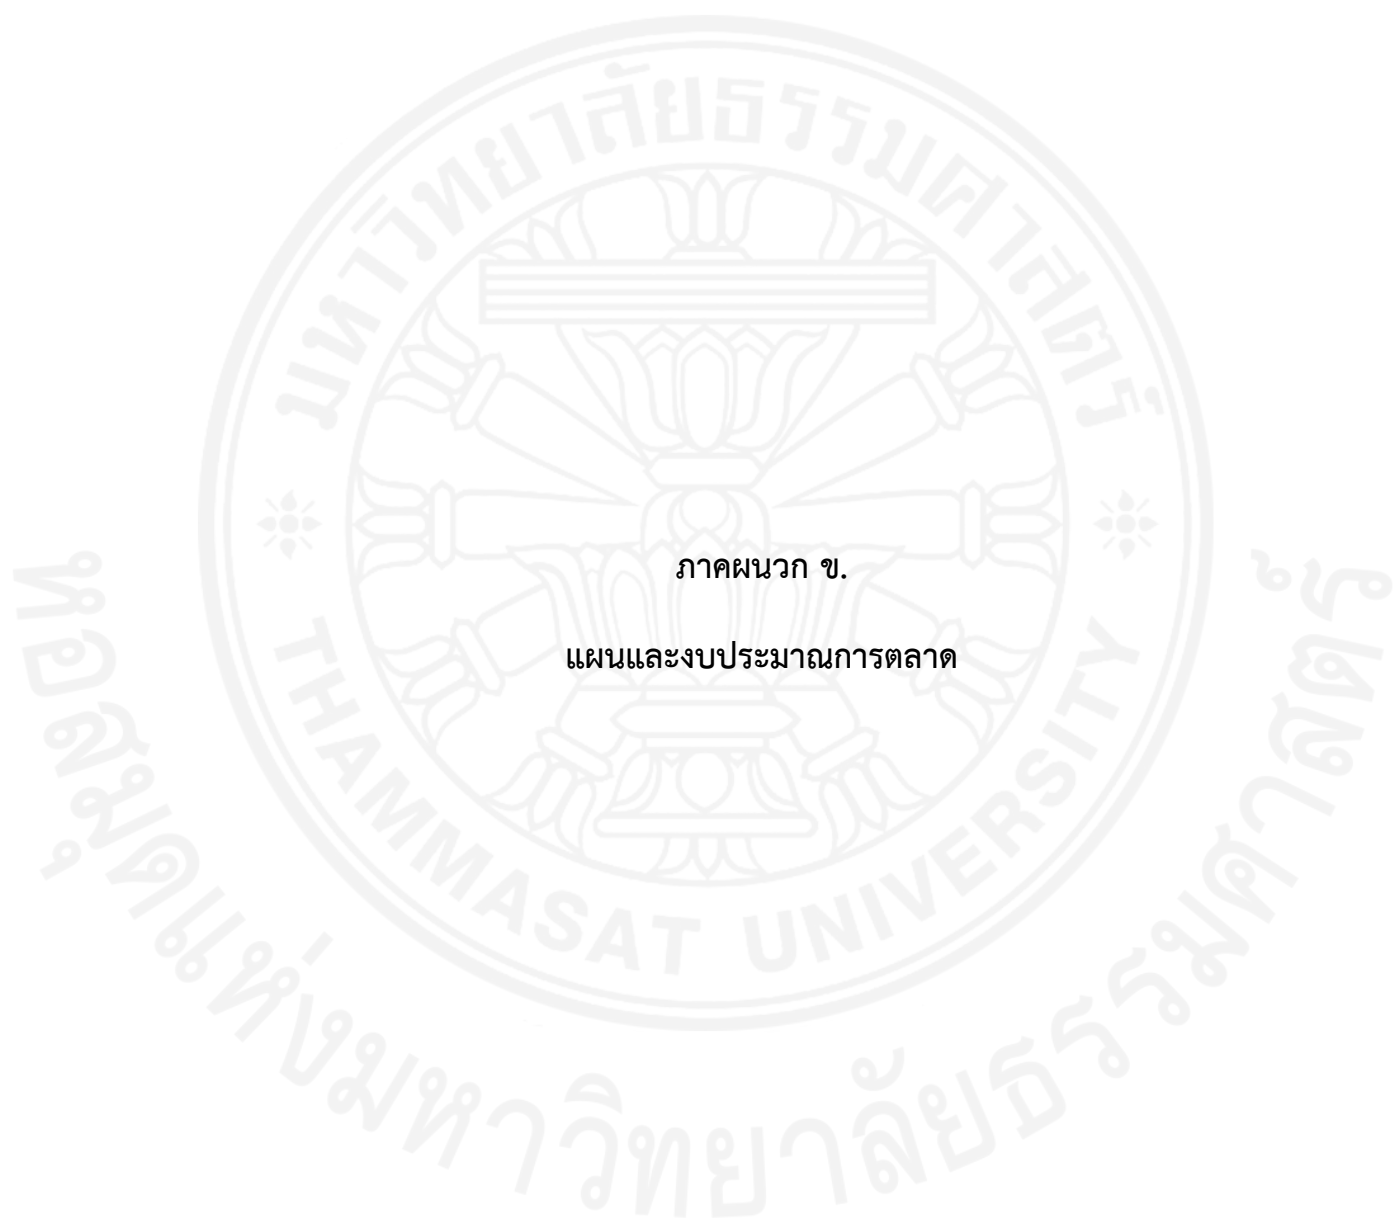 มหาวิทยาลัยธรรมศาสตร์
ภาคผนวก ข.
แผนและงบประมาณการตลาด
THAMMASAT UNIVERSITY
หอสมุดแห่งมหาวิทยาลัยธรรมศาสตร์